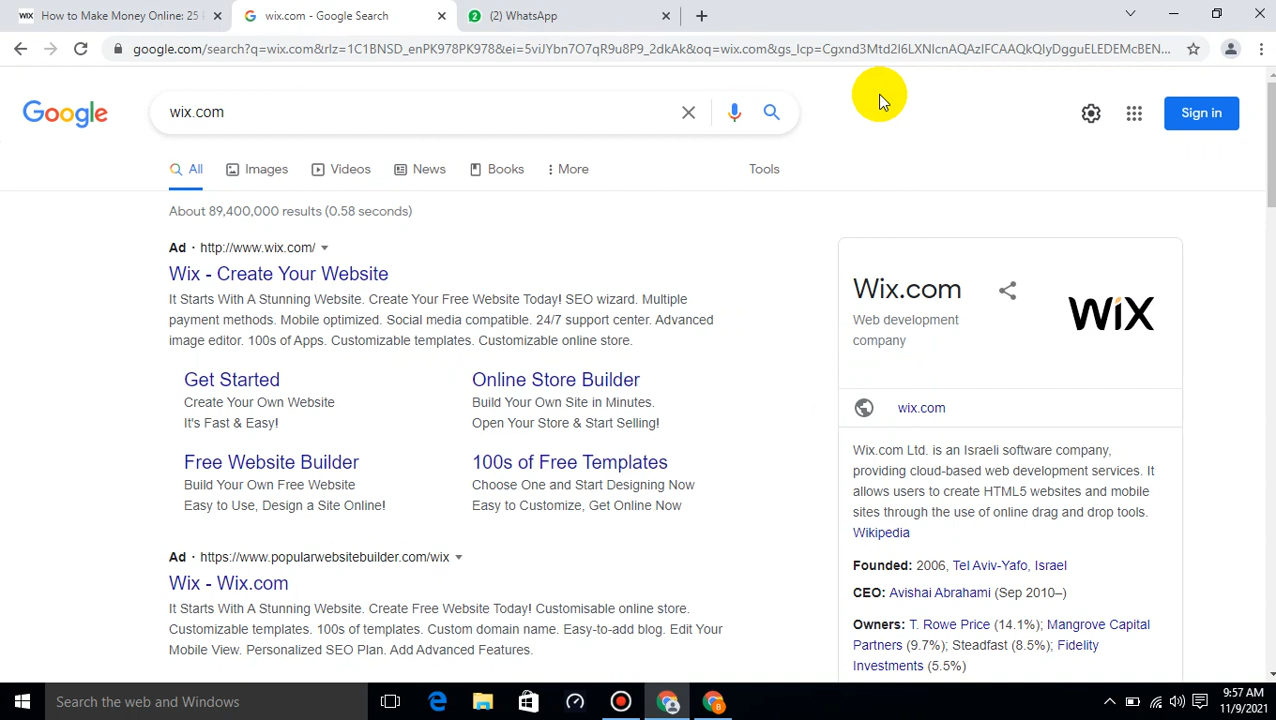 WiX How to Make Money Online: 25
wix.com - Google Search
2 (2) WhatsApp
google.com/search?q=wix.com&rlz=1C1BNSD_enPK978PK978&ei=5viJYbn7O7qR9u8P9_2dkAk&oq=wix.com&gs_lcp=Cgxnd3Mtd2l6LXNlcnAQAzIFCAAQkQIyDgguELEDEMcBEN...
Google
wix.com
Sign in
All
Images
Videos
News
Books
More
Tools
About 89,400,000 results (0.58 seconds)
Ad · http://www.wix.com/
Wix - Create Your Website
It Starts With A Stunning Website. Create Your Free Website Today! SEO wizard. Multiple
payment methods. Mobile optimized. Social media compatible. 24/7 support center. Advanced
image editor. 100s of Apps. Customizable templates. Customizable online store.
Get Started
Create Your Own Website
It's Fast & Easy!
Online Store Builder
Build Your Own Site in Minutes.
Open Your Store & Start Selling!
Free Website Builder
Build Your Own Free Website
Easy to Use, Design a Site Online!
100s of Free Templates
Choose One and Start Designing Now
Easy to Customize, Get Online Now
Ad · https://www.popularwebsitebuilder.com/wix
Wix - Wix.com
It Starts With A Stunning Website. Create Free Website Today! Customisable online store.
Customizable templates. 100s of templates. Custom domain name. Easy-to-add blog. Edit Your
Mobile View. Personalized SEO Plan. Add Advanced Features.
Wix.com
Web development
company
WiX
wix.com
Wix.com Ltd. is an Israeli software company,
providing cloud-based web development services. It
allows users to create HTML5 websites and mobile
sites through the use of online drag and drop tools.
Wikipedia
Founded: 2006, Tel Aviv-Yafo, Israel
CEO: Avishai Abrahami (Sep 2010–)
Owners: T. Rowe Price (14.1%); Mangrove Capital
Partners (9.7%); Steadfast (8.5%); Fidelity
Investments (5.5%)
Search the web and Windows
B
9:57 AM
11/9/2021